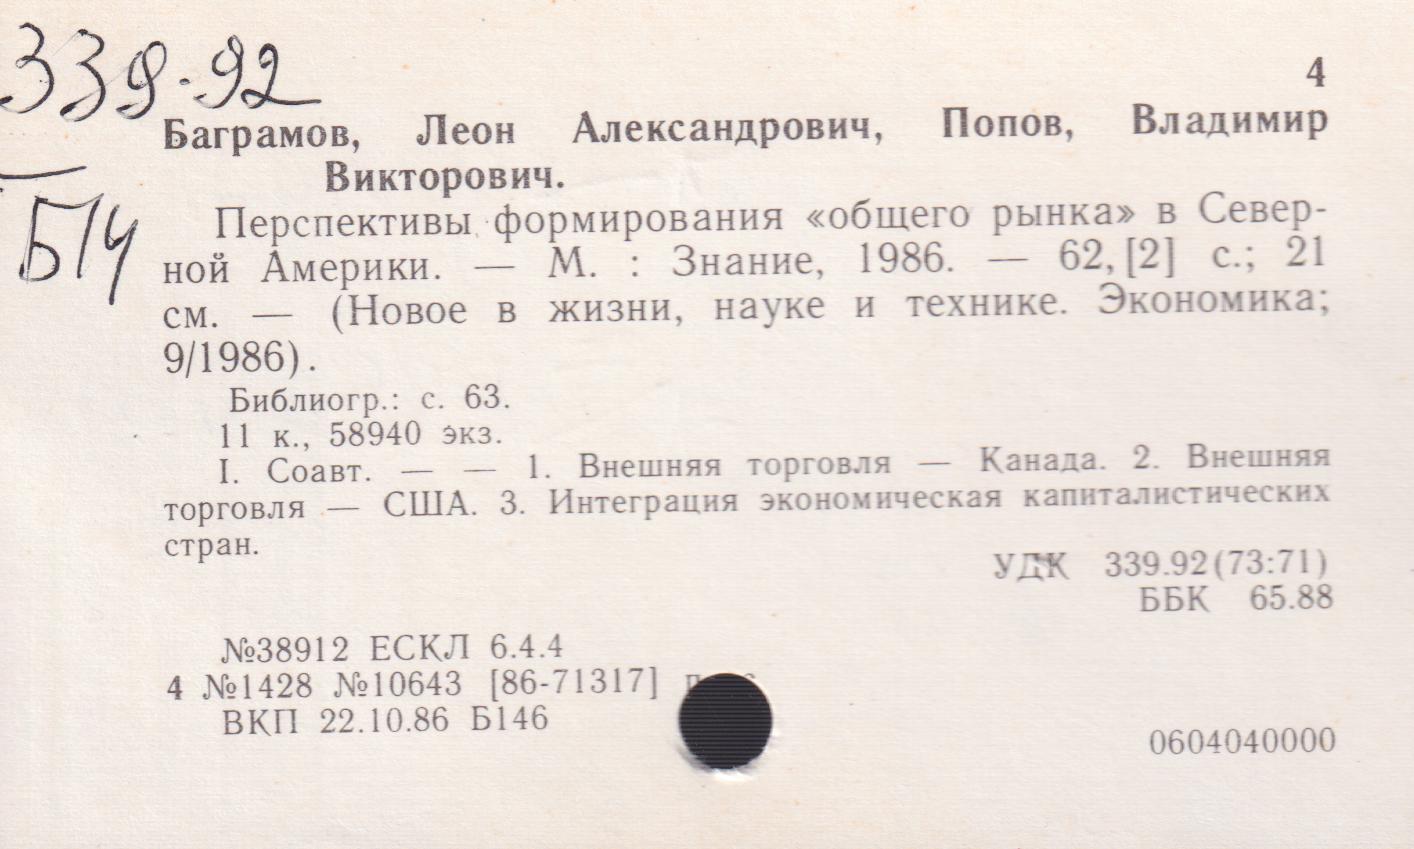 339-92
4
Баграмов, Леон Александрович, Попов, Владимир
Викторович.
Б14
Перспективы формирования «общего рынка» в Север-
ной Америки. — М. : Знание, 1986. — 62, [2] с.; 21
см. — (Новое в жизни, науке и технике. Экономика;
9/1986).
Библиогр.: с. 63.
11 к., 58940 экз.
I. Соавт. — — 1. Внешняя торговля — Канада. 2. Внешняя
торговля — США. 3. Интеграция экономическая капиталистических
стран.
УДК 339.92(73:71)
ББК 65.88
№38912 ЕСКЛ 6.4.4
4 №1428 №10643 [86-71317]
ВКП 22.10.86 Б146
0604040000